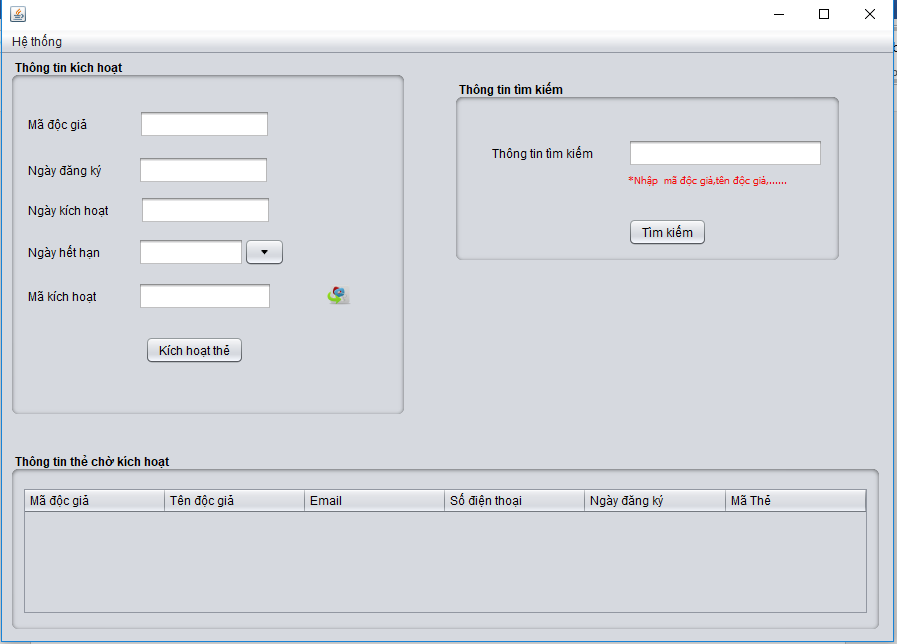 Hệ thống
Thông tin kích hoạt
Mã độc giả
Ngày đăng ký
Ngày kích hoạt
Ngày hết hạn
Mã kích hoạt
Kích hoạt thẻ
Thông tin tìm kiếm
Thông tin tìm kiếm
*Nhập mã độc giả,tên độc giả,......
Tìm kiếm
Thông tin thẻ chờ kích hoạt
Mã độc giả Tên độc giả Email Số điện thoại Ngày đăng ký Mã Thẻ